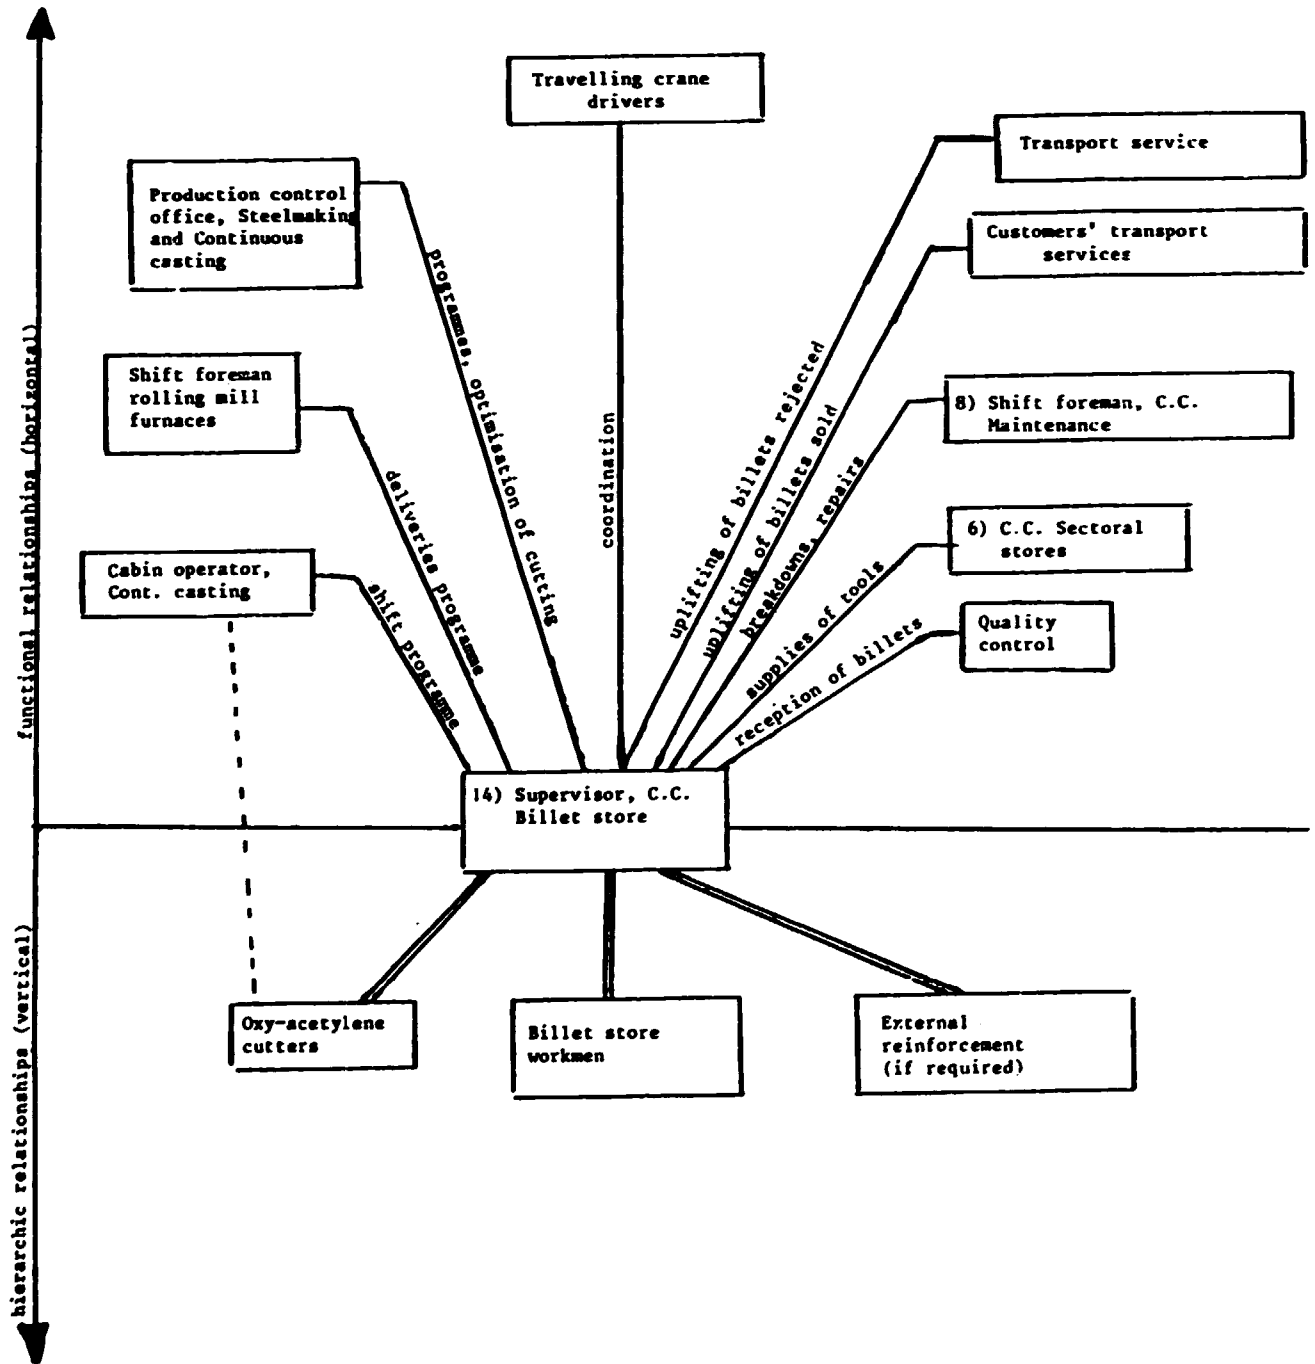 Travelling crane
drivers
Transport service
Production control
office, Steelmaking
and Continuous
casting
Customers' transport
services
Shift foreman
rolling mill
furnaces
8) Shift foreman, C.C.
Maintenance
6) C.C. Sectoral
stores
Cabin operator,
Cont. casting
Quality
control
functional relationships (horizontal)
shift programme
deliveries programme
programmes, optimisation of cutting
coordination
uplifting of billets rejected
uplifting of billets sold
breakdowns, repairs
supplies of tools
reception of billets
14) Supervisor, C.C.
Billet store
hierarchic relationships (vertical)
Oxy-acetylene
cutters
Billet store
workmen
External
reinforcement
(if required)